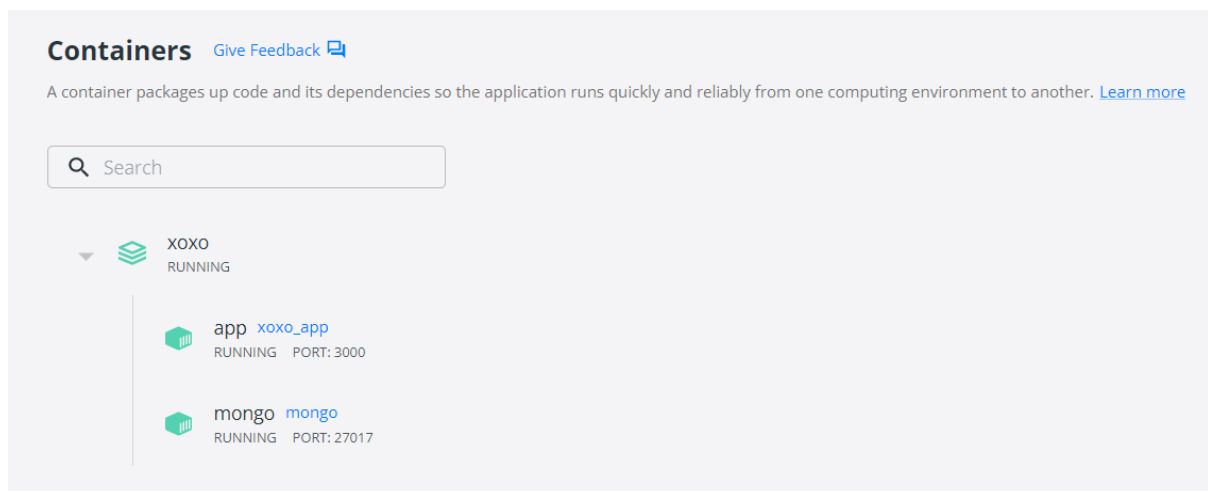 Containers Give Feedback
A container packages up code and its dependencies so the application runs quickly and reliably from one computing environment to another. Learn more
Search
xoxo
RUNNING
app xoxo_app
RUNNING PORT: 3000
mongo mongo
RUNNING PORT: 27017